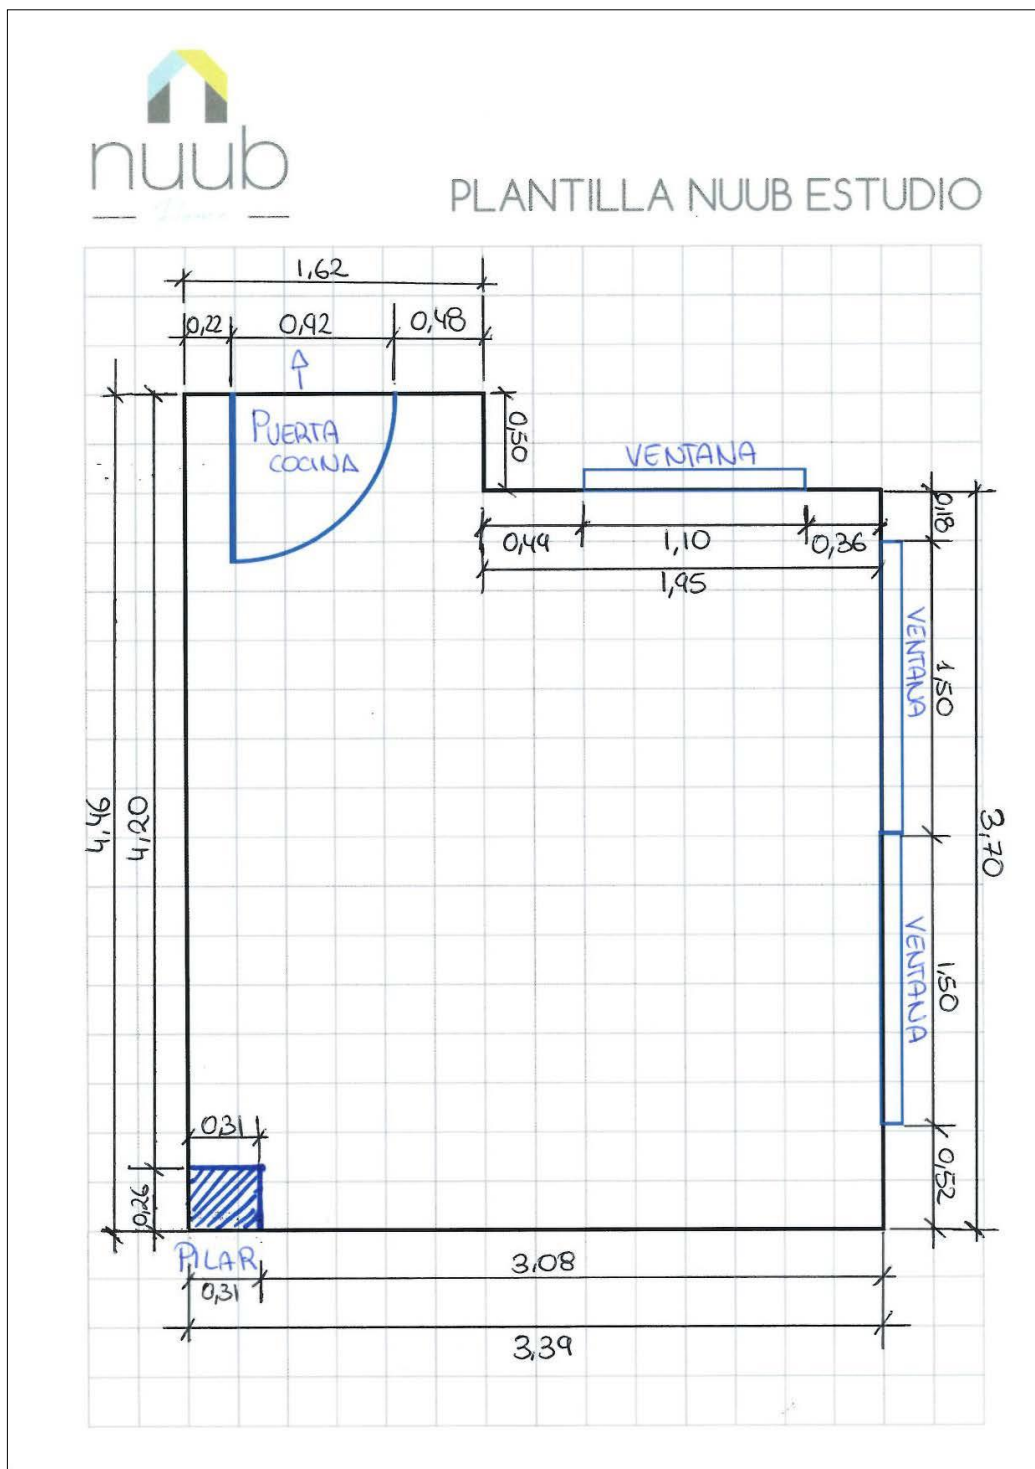 nuub
PLANTILLA NUUB ESTUDIO
1,62
0,22
0,92
0,48
PUERTA
COCINA
0,50
VENTANA
0,18
0,49
1,10
0,36
1,95
VENTANA
1,50
4,46
4,20
3,70
VENTANA
1,50
0,31
0,26
0,52
PILAR
0,31
3,08
3,39